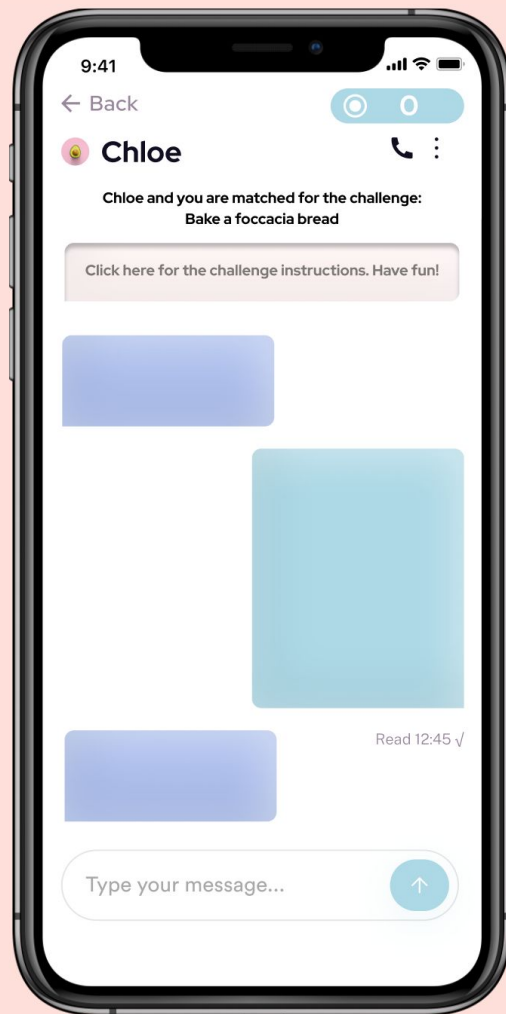 9:41
← Back
0
Chloe
Chloe and you are matched for the challenge:
Bake a foccacia bread
Click here for the challenge instructions. Have fun!
Read 12:45 √
Type your message...